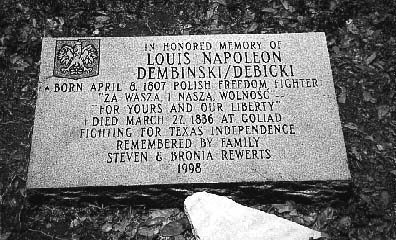 IN HONORED MEMORY OF
LOUIS NAPOLEON
DEMBINSKI/DEBICKI
* BORN APRIL 8, 1807 POLISH FREEDOM FIGHTER
"ZA WASZA I NASZA WOLNOSC -
FOR YOURS AND OUR LIBERTY"
† DIED MARCH 27, 1836 AT GOLIAD
FIGHTING FOR TEXAS INDEPENDENCE
REMEMBERED BY FAMILY
STEVEN & BRONIA REWERTS
1998